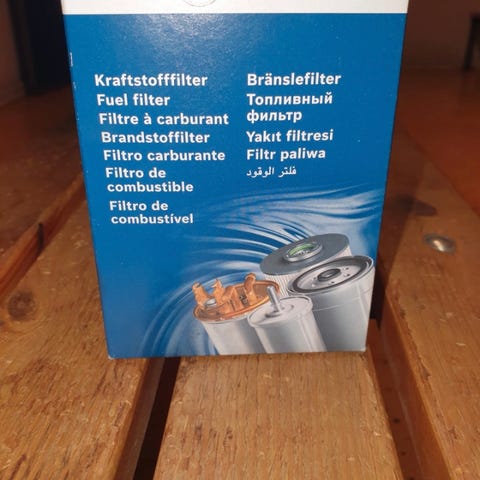 Kraftstofffilter
Fuel filter
Filtre à carburant
Brandstoffilter
Filtro carburante
Filtro de
combustible
Filtro de
combustível
Bränslefilter
Топливный
фильтр
Yakıt filtresi
Filtr paliwa
فلتر الوقود